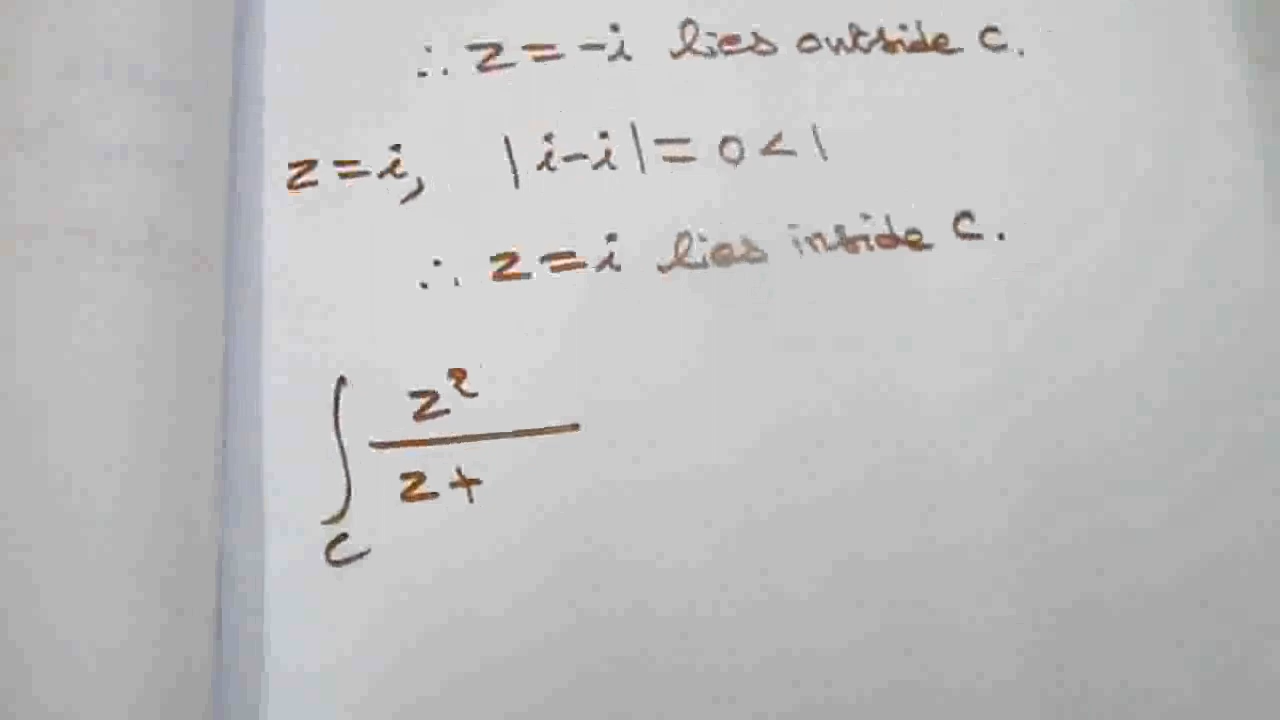 ∴ z = -i lies outside C.
z = i, |i-i| = 0 < 1
∴ z = i lies inside C.
∫
z²
z+
C